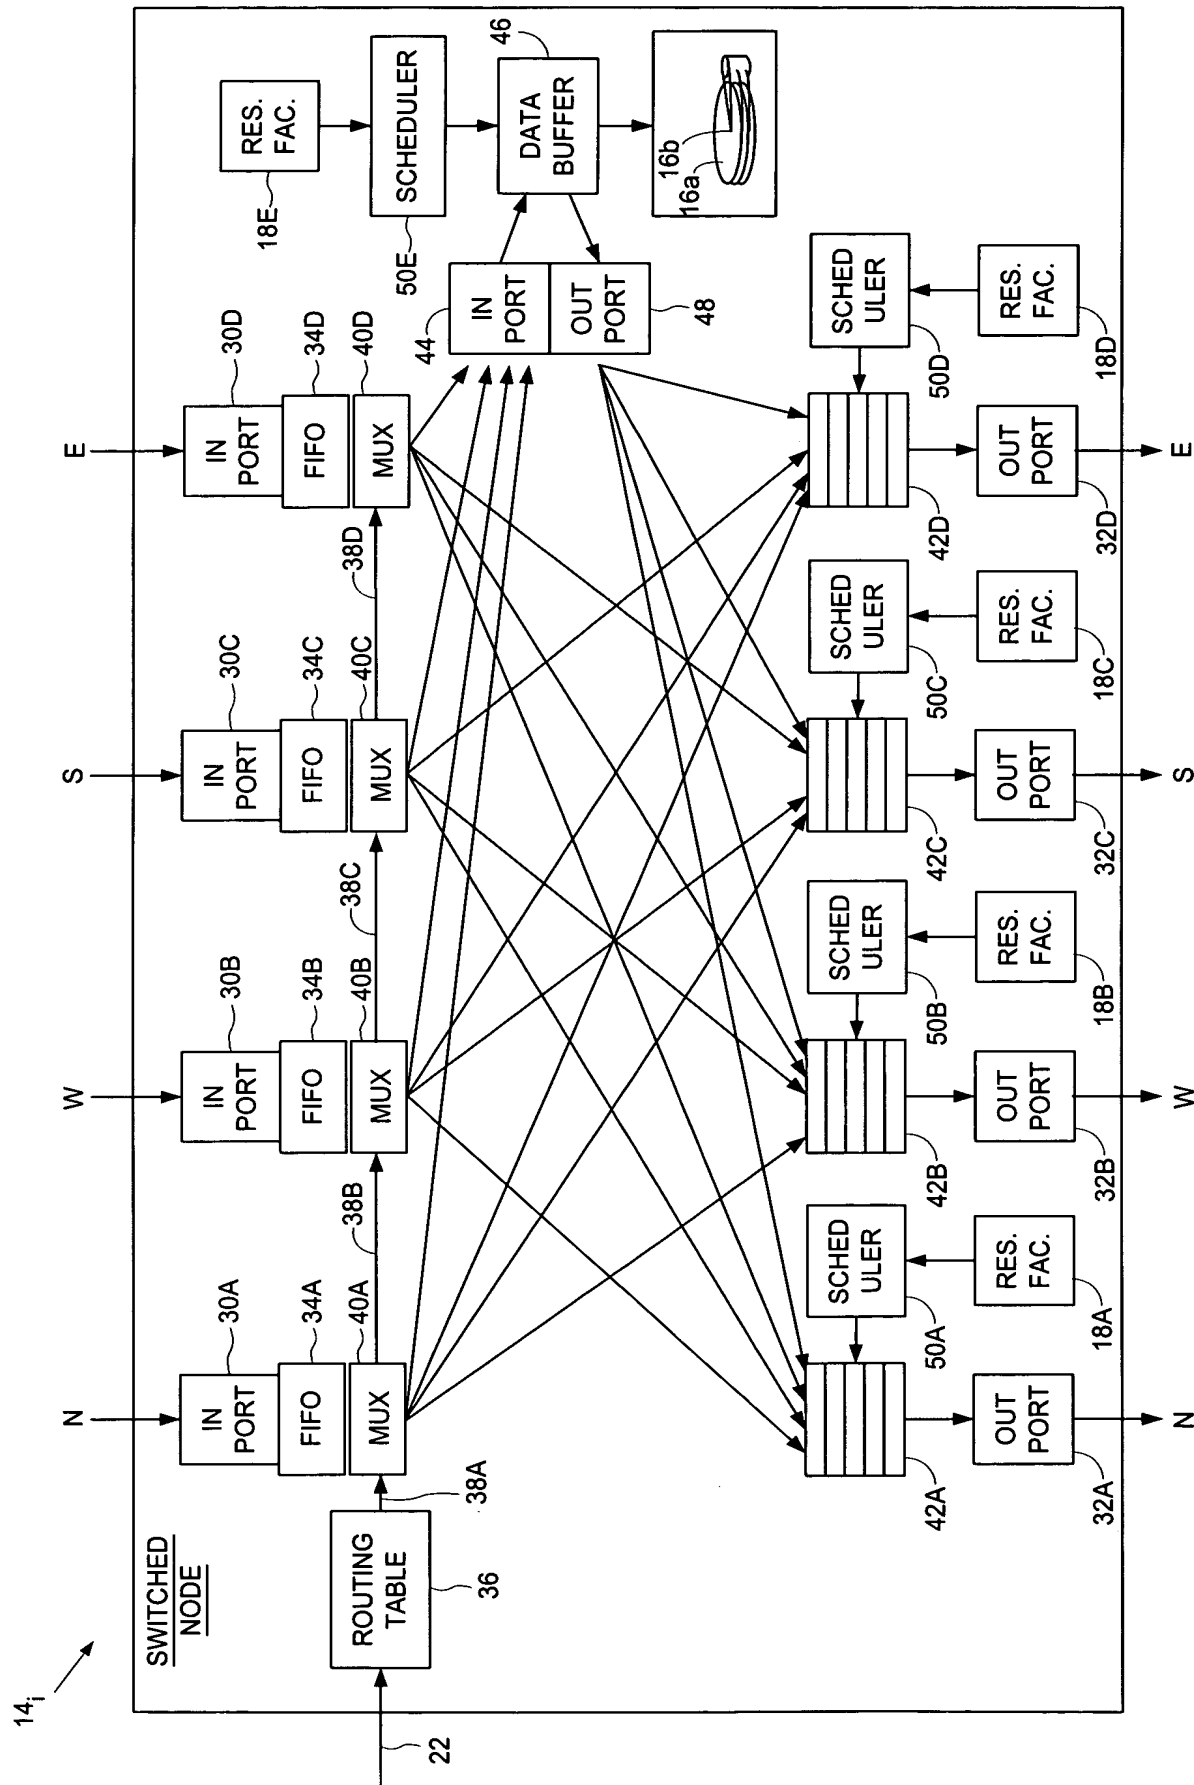 14i
SWITCHED
NODE
22
ROUTING
TABLE
36
38A
N
W
S
E
IN
PORT
30A
FIFO
34A
MUX
40A
38B
IN
PORT
30B
FIFO
34B
MUX
40B
38C
IN
PORT
30C
FIFO
34C
MUX
40C
38D
IN
PORT
30D
FIFO
34D
MUX
40D
RES.
FAC.
18E
SCHEDULER
50E
DATA
BUFFER
46
16a
16b
44
IN
PORT
OUT
PORT
48
42A
SCHED
ULER
50A
RES.
FAC.
18A
OUT
PORT
32A
42B
SCHED
ULER
50B
RES.
FAC.
18B
OUT
PORT
32B
42C
SCHED
ULER
50C
RES.
FAC.
18C
OUT
PORT
32C
42D
SCHED
ULER
50D
RES.
FAC.
18D
OUT
PORT
32D
N
W
S
E